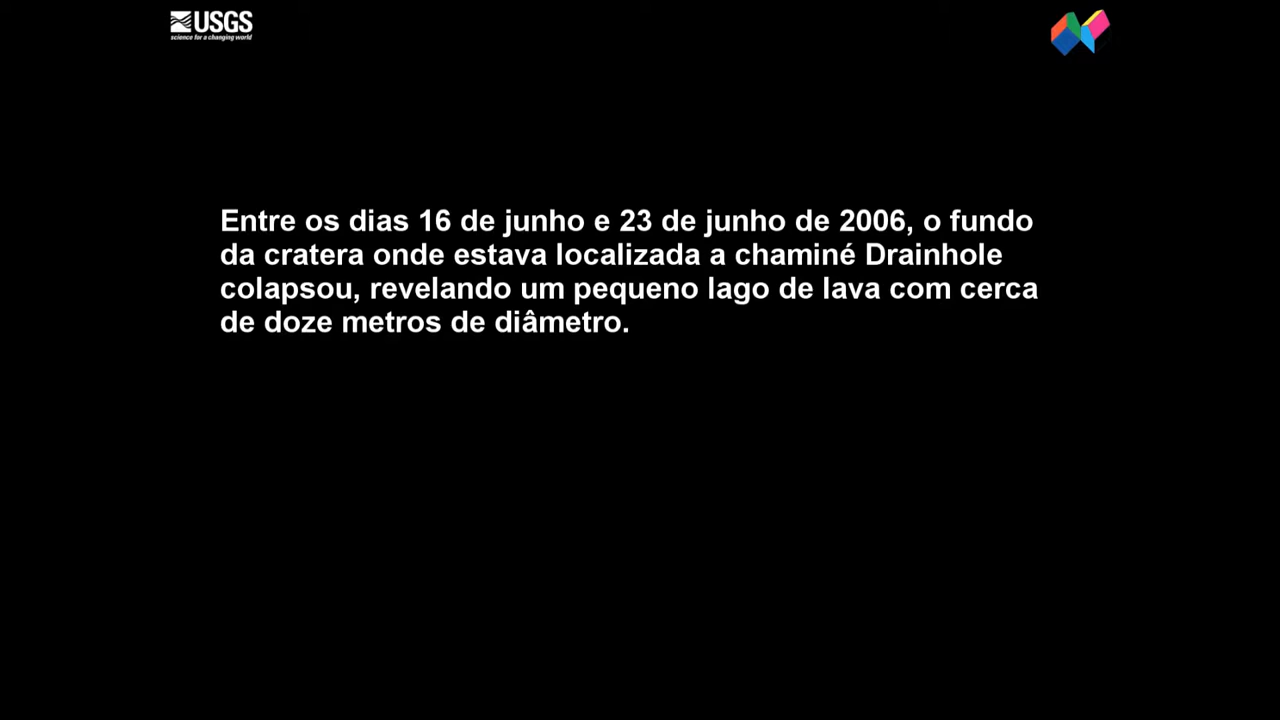 USGS
science for a changing world
Entre os dias 16 de junho e 23 de junho de 2006, o fundo
da cratera onde estava localizada a chaminé Drainhole
colapsou, revelando um pequeno lago de lava com cerca
de doze metros de diâmetro.